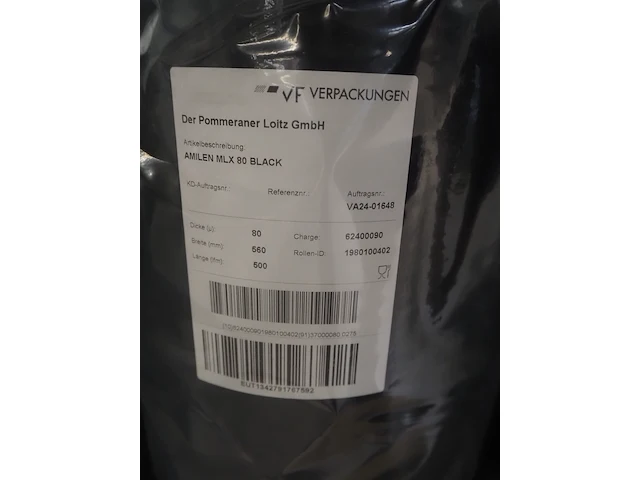 VF VERPACKUNGEN
Der Pommeraner Loitz GmbH
Artikelbeschreibung:
AMILEN MLX 80 BLACK
KD-Auftragsnr.: Referenznr.: Auftragsnr.:
VA24-01648
Dicke (µ): 80 Charge: 62400090
Breite (mm): 560 Rollen-ID: 1980100402
Länge (lfm): 500
EUT1342791767592